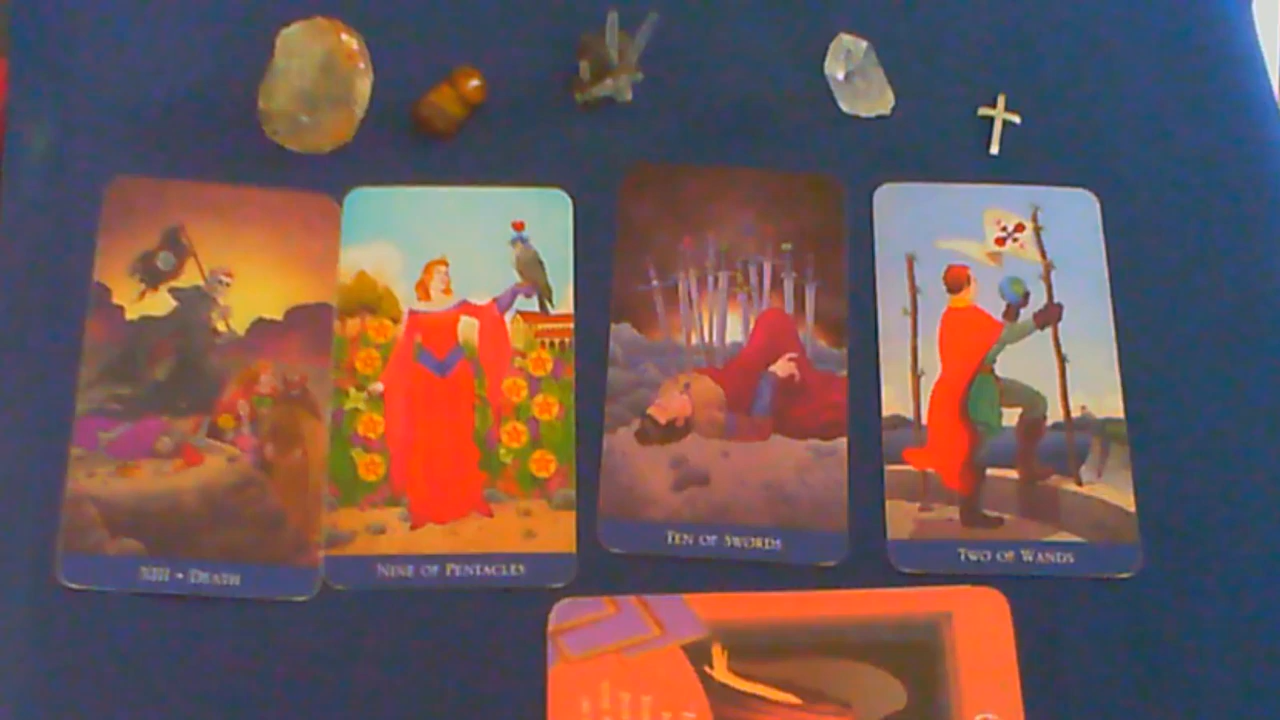 XIII • DEATH
NINE OF PENTACLES
TEN OF SWORDS
TWO OF WANDS